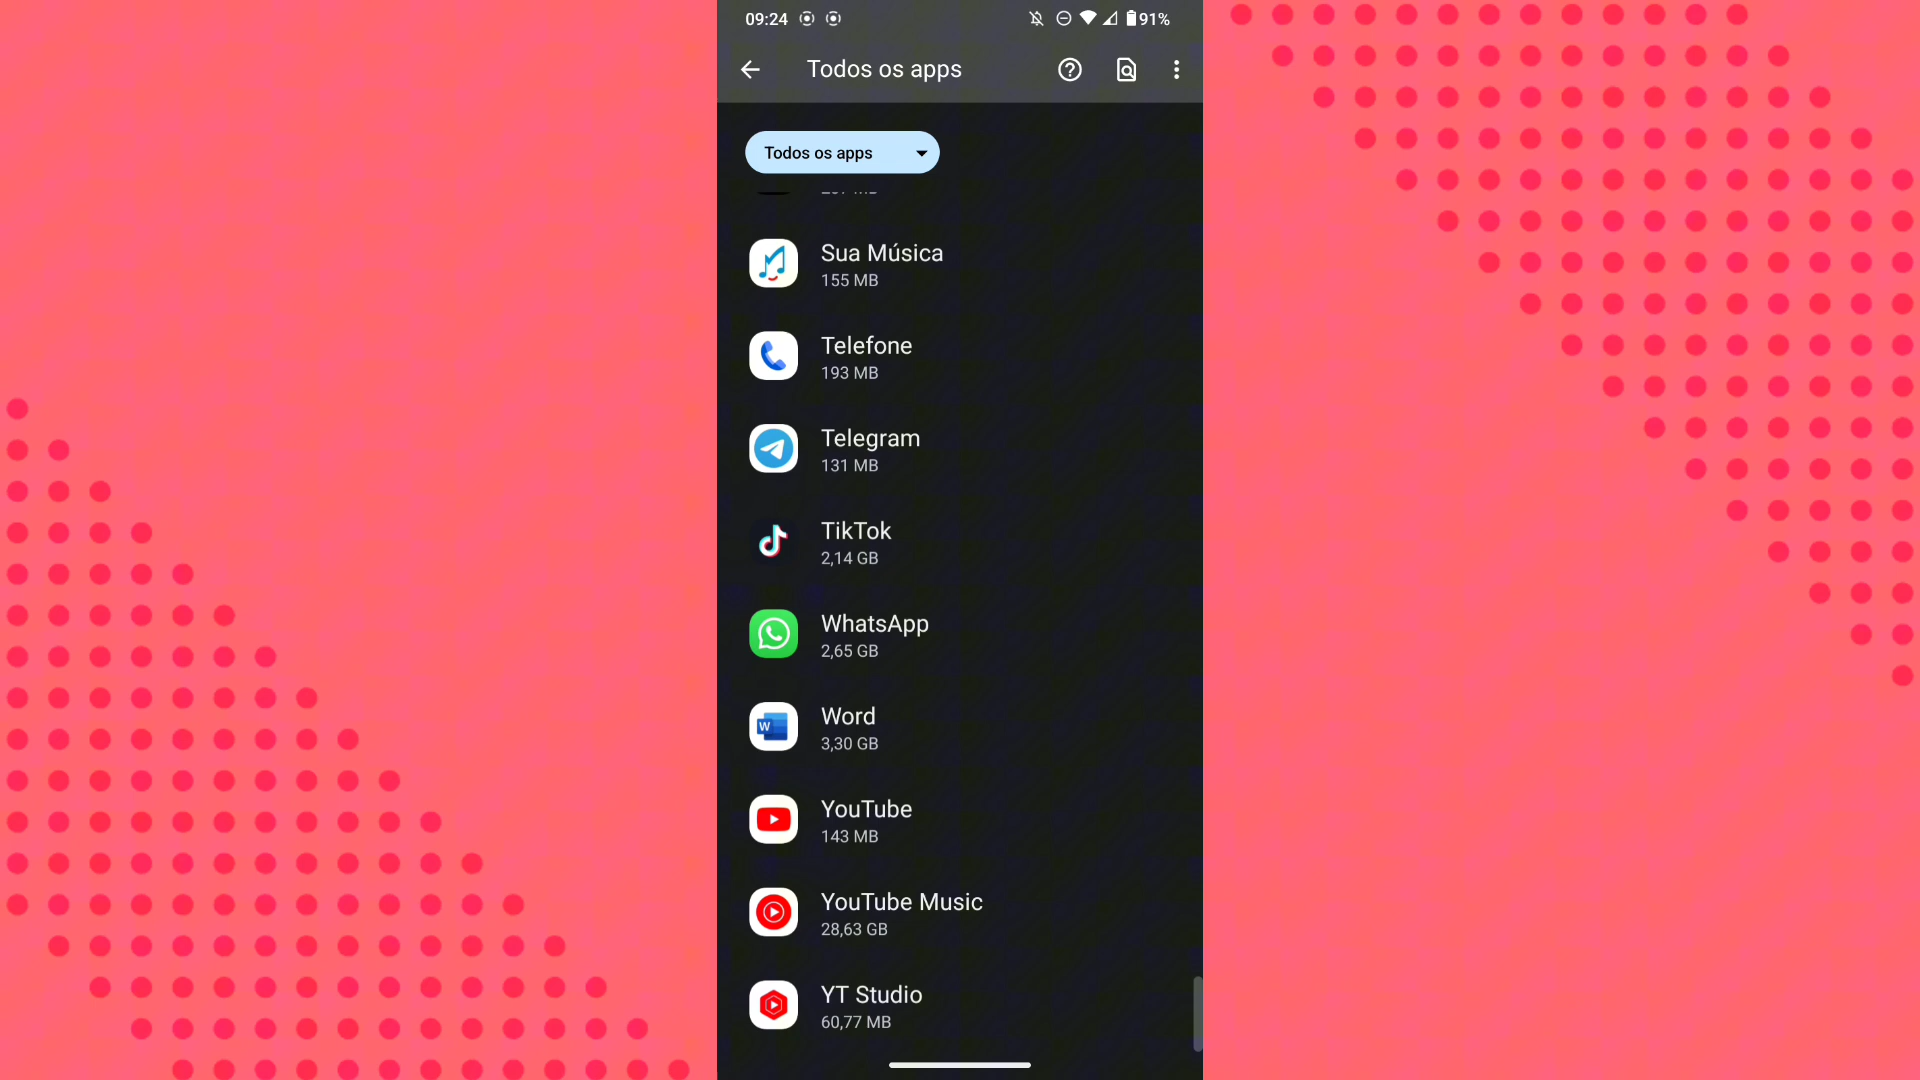 09:24
91%
Todos os apps
Todos os apps
Sua Música
155 MB
Telefone
193 MB
Telegram
131 MB
TikTok
2,14 GB
WhatsApp
2,65 GB
W
Word
3,30 GB
YouTube
143 MB
YouTube Music
28,63 GB
YT Studio
60,77 MB